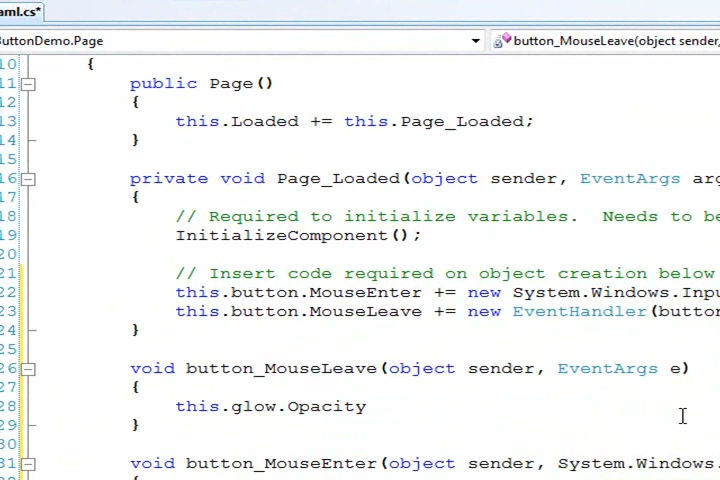 aml.cs*
uttonDemo.Page button_MouseLeave(object sender,
10 {
11 public Page()
12 {
13 this.Loaded += this.Page_Loaded;
14 }
15
16 private void Page_Loaded(object sender, EventArgs arg
17 {
18 // Required to initialize variables.  Needs to be
19 InitializeComponent();
20
21 // Insert code required on object creation below
22 this.button.MouseEnter += new System.Windows.Inpu
23 this.button.MouseLeave += new EventHandler(button
24 }
25
26 void button_MouseLeave(object sender, EventArgs e)
27 {
28 this.glow.Opacity
29 }
30
31 void button_MouseEnter(object sender, System.Windows.